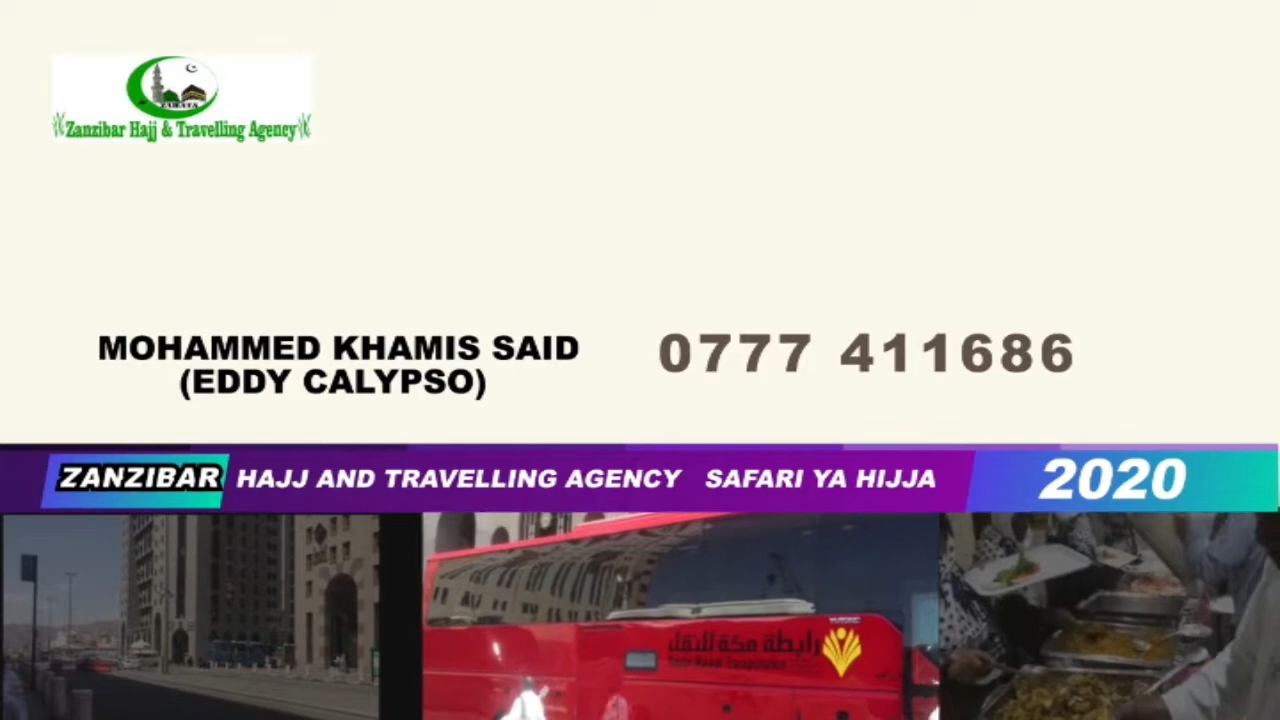 ZAHATA
Zanzibar Hajj & Travelling Agency
MOHAMMED KHAMIS SAID
(EDDY CALYPSO)
0777 411686
ZANZIBAR HAJJ AND TRAVELLING AGENCY SAFARI YA HIJJA 2020
رابطة مكة للنقل